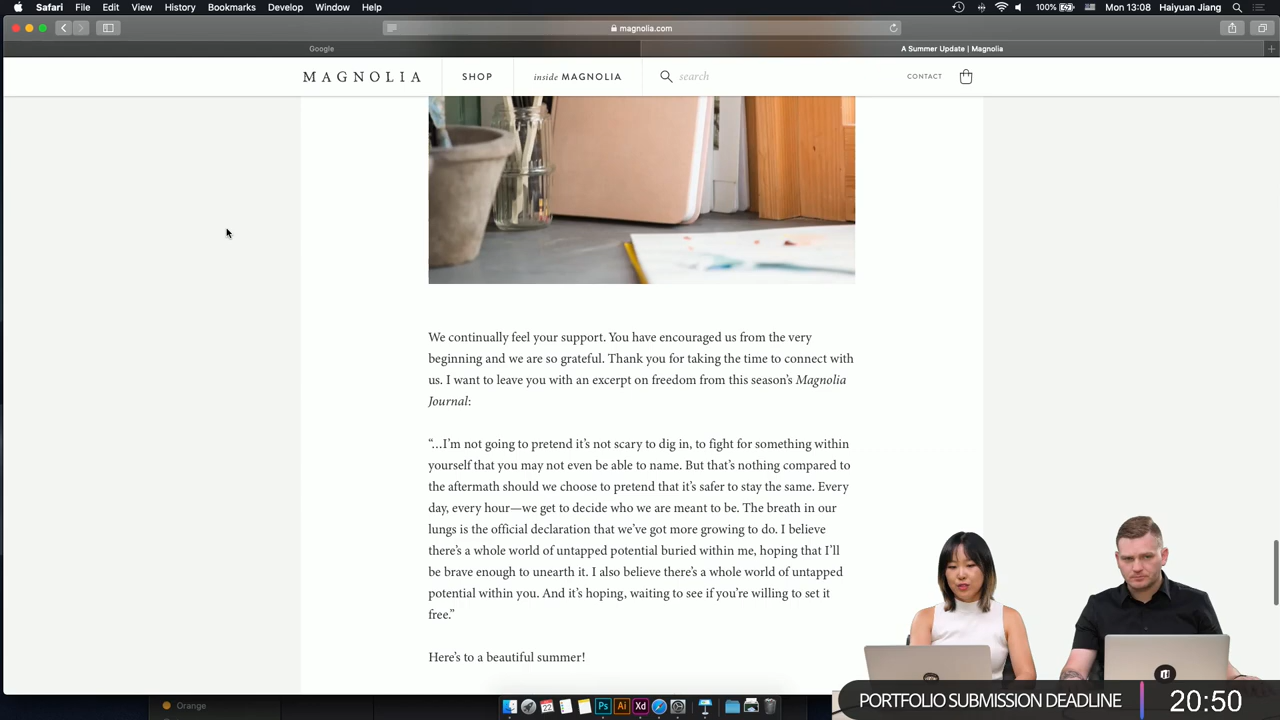 Safari File Edit View History Bookmarks Develop Window Help 100% Mon 13:08 Haiyuan Jiang
magnolia.com
Google A Summer Update | Magnolia
MAGNOLIA SHOP inside MAGNOLIA search CONTACT
We continually feel your support. You have encouraged us from the very
beginning and we are so grateful. Thank you for taking the time to connect with
us. I want to leave you with an excerpt on freedom from this season’s Magnolia
Journal:
“…I’m not going to pretend it’s not scary to dig in, to fight for something within
yourself that you may not even be able to name. But that’s nothing compared to
the aftermath should we choose to pretend that it’s safer to stay the same. Every
day, every hour—we get to decide who we are meant to be. The breath in our
lungs is the official declaration that we’ve got more growing to do. I believe
there’s a whole world of untapped potential buried within me, hoping that I’ll
be brave enough to unearth it. I also believe there’s a whole world of untapped
potential within you. And it’s hoping, waiting to see if you’re willing to set it
free.”
Here’s to a beautiful summer!
PORTFOLIO SUBMISSION DEADLINE 20:50
Orange
Ps Ai Xd